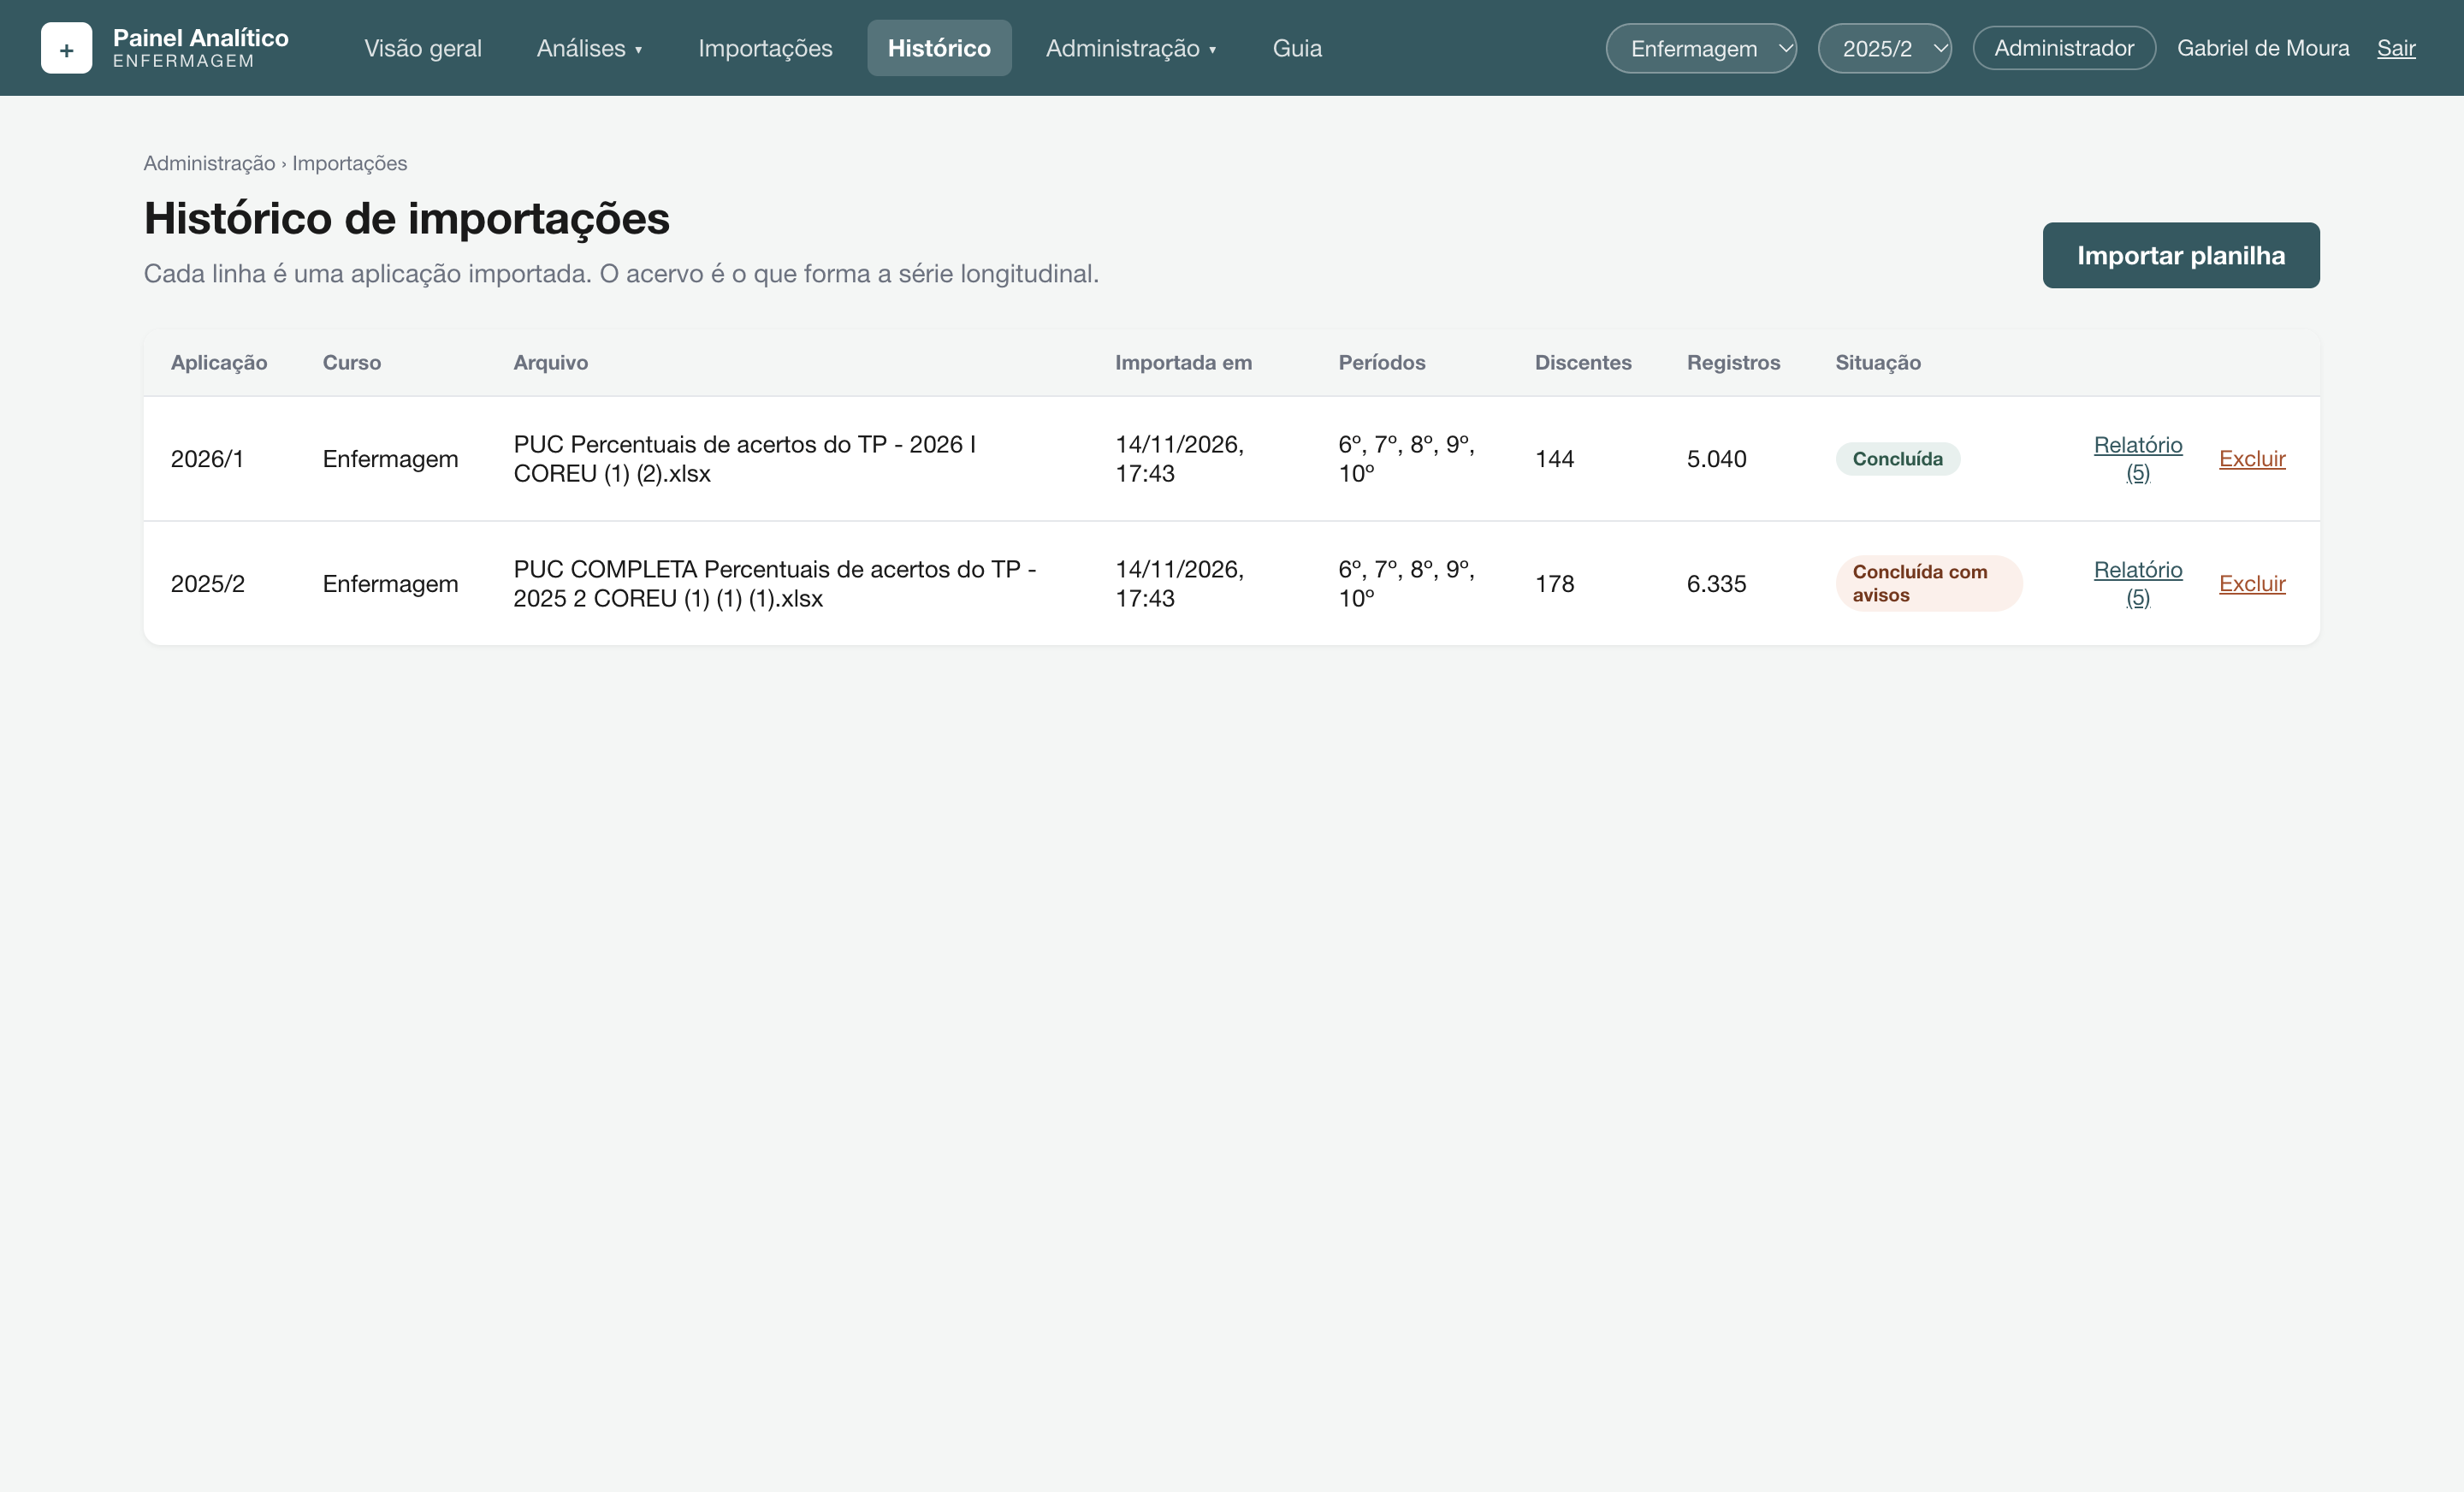 +
Painel Analítico
ENFERMAGEM
Visão geral
Análises ▾
Importações
Histórico
Administração ▾
Guia
Enfermagem
2025/2
Administrador
Gabriel de Moura
Sair
Administração › Importações
Histórico de importações
Cada linha é uma aplicação importada. O acervo é o que forma a série longitudinal.
Importar planilha
Aplicação Curso Arquivo Importada em Períodos Discentes Registros Situação
2026/1
Enfermagem
PUC Percentuais de acertos do TP - 2026 I
COREU (1) (2).xlsx
14/11/2026,
17:43
6º, 7º, 8º, 9º,
10º
144
5.040
Concluída
Relatório
(5)
Excluir
2025/2
Enfermagem
PUC COMPLETA Percentuais de acertos do TP -
2025 2 COREU (1) (1) (1).xlsx
14/11/2026,
17:43
6º, 7º, 8º, 9º,
10º
178
6.335
Concluída com
avisos
Relatório
(5)
Excluir